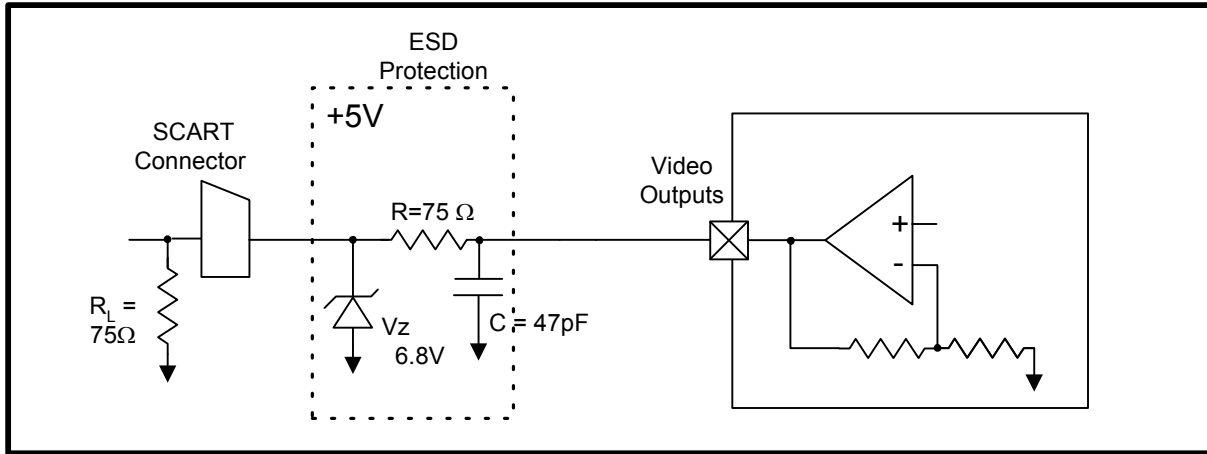 ESD
Protection
+5V
SCART
Connector
Video
Outputs
R=75 Ω
+
-
R_L =
75Ω
Vz
6.8V
C = 47pF